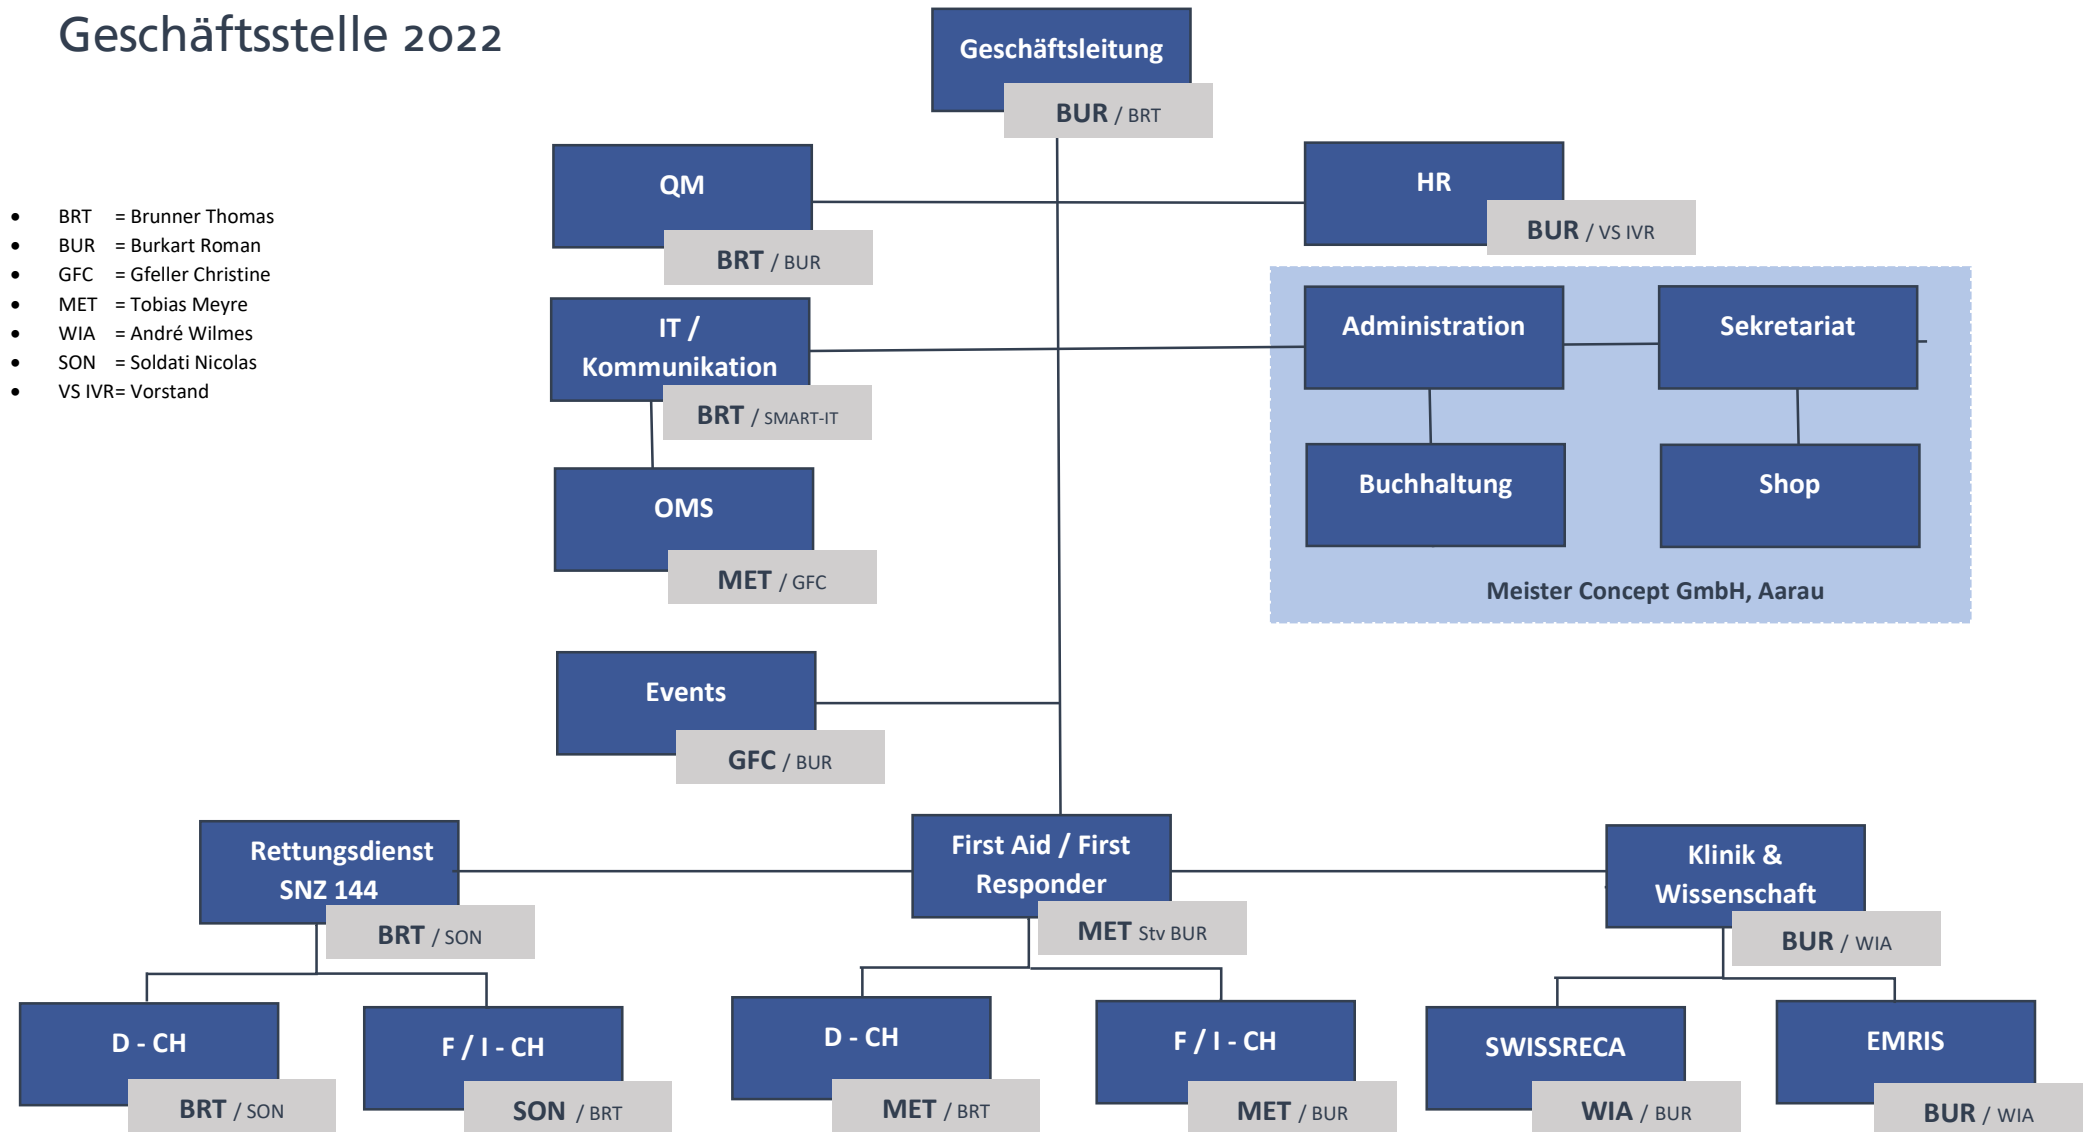 Geschäftsstelle 2022
Geschäftsleitung
BUR / BRT
QM
BRT / BUR
HR
BUR / VS IVR
• BRT = Brunner Thomas
• BUR = Burkart Roman
• GFC = Gfeller Christine
• MET = Tobias Meyre
• WIA = André Wilmes
• SON = Soldati Nicolas
• VS IVR= Vorstand
IT /
Kommunikation
BRT / SMART-IT
Administration
Sekretariat
OMS
MET / GFC
Buchhaltung
Shop
Meister Concept GmbH, Aarau
Events
GFC / BUR
Rettungsdienst
SNZ 144
BRT / SON
First Aid / First
Responder
MET Stv BUR
Klinik &
Wissenschaft
BUR / WIA
D - CH
BRT / SON
F / I - CH
SON / BRT
D - CH
MET / BRT
F / I - CH
MET / BUR
SWISSRECA
WIA / BUR
EMRIS
BUR / WIA